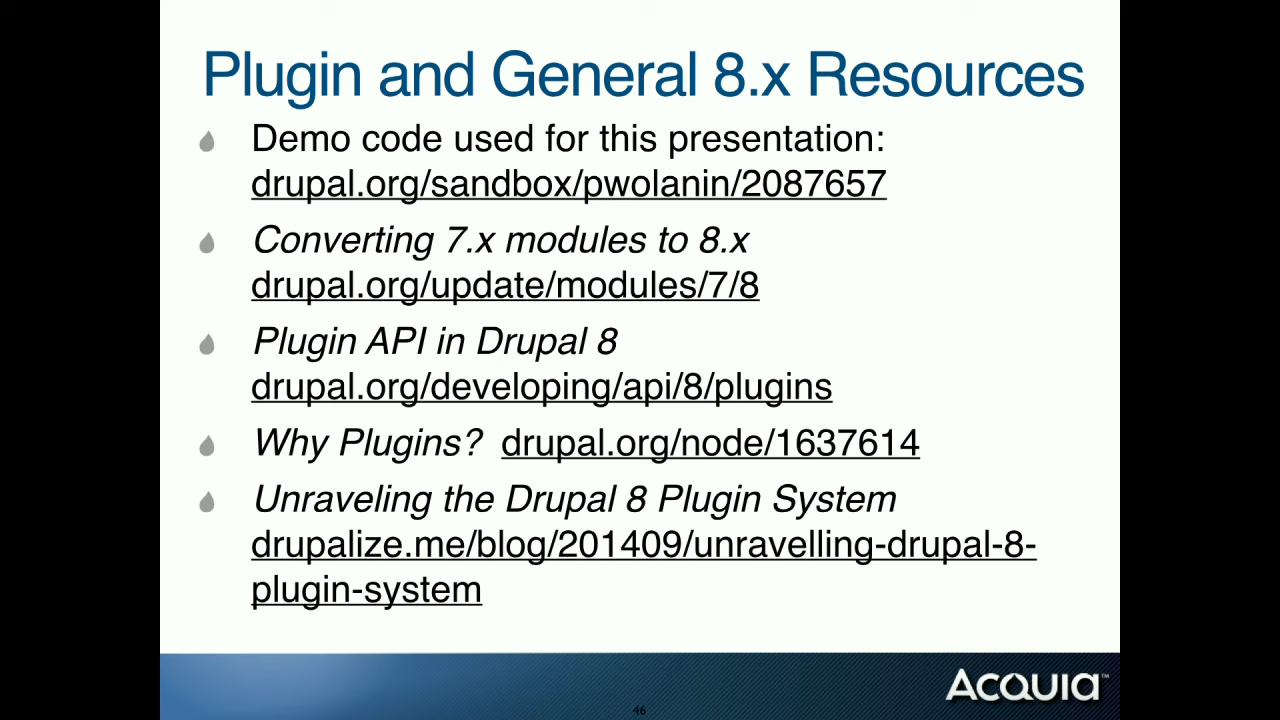 Plugin and General 8.x Resources
Demo code used for this presentation:
drupal.org/sandbox/pwolanin/2087657
Converting 7.x modules to 8.x
drupal.org/update/modules/7/8
Plugin API in Drupal 8
drupal.org/developing/api/8/plugins
Why Plugins? drupal.org/node/1637614
Unraveling the Drupal 8 Plugin System
drupalize.me/blog/201409/unravelling-drupal-8-
plugin-system
ACQUIA™
46